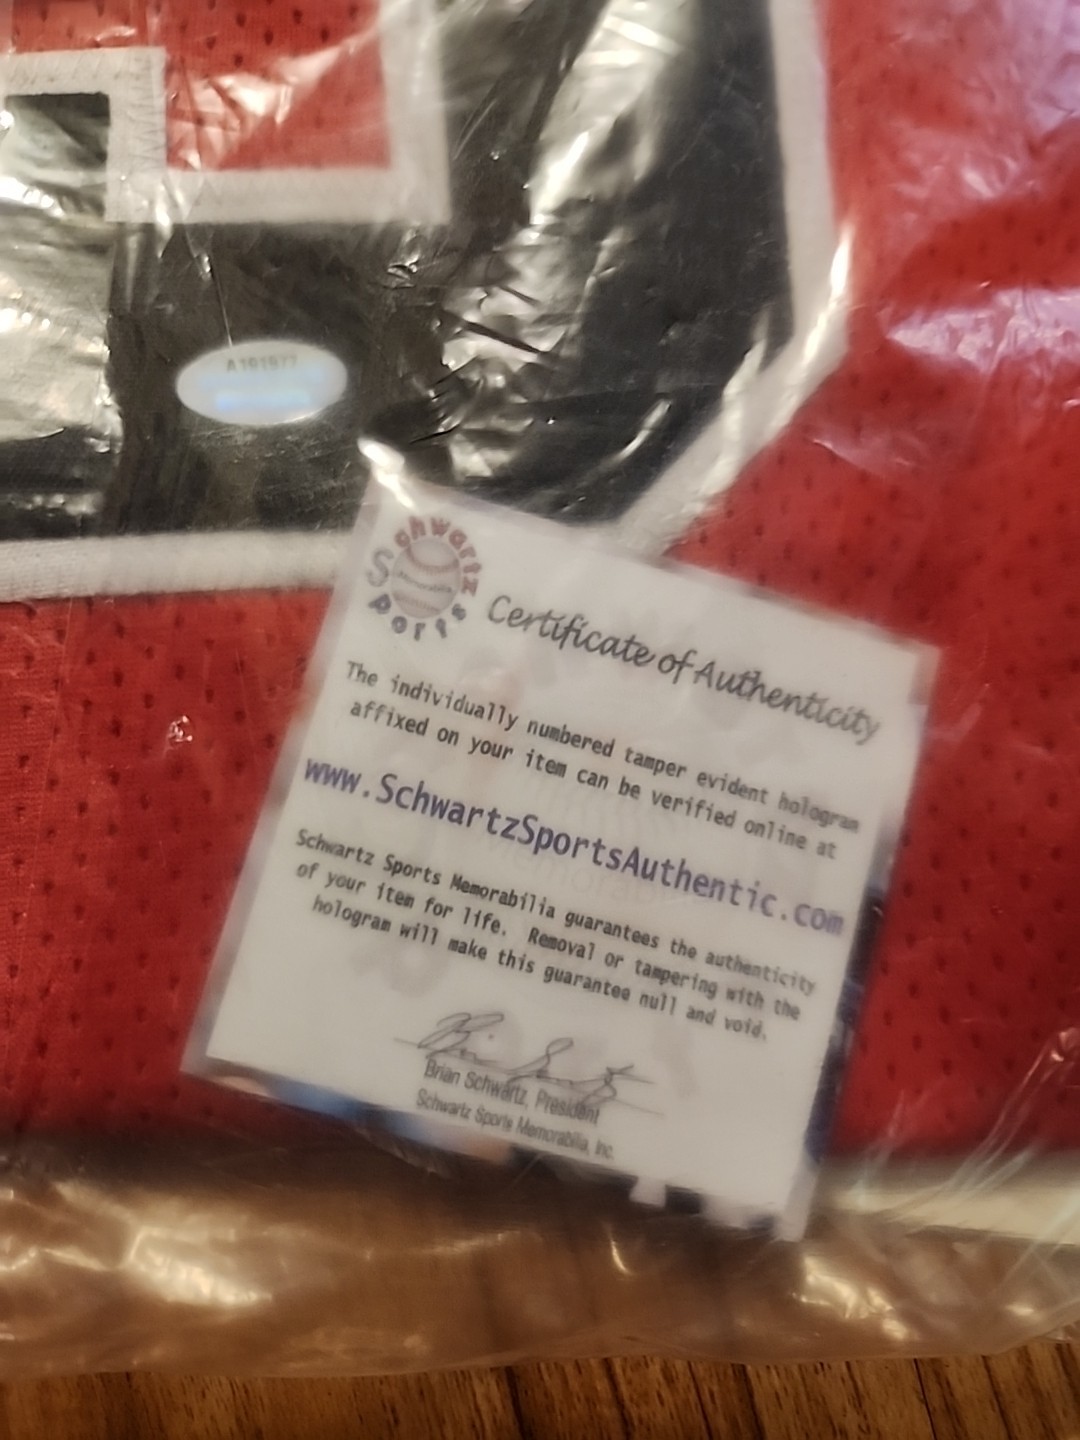 A191977
Schwartz
Sports
Certificate of Authenticity
The individually numbered tamper evident hologram
affixed on your item can be verified online at
www.SchwartzSportsAuthentic.com
Schwartz Sports Memorabilia guarantees the authenticity
of your item for life. Removal or tampering with the
hologram will make this guarantee null and void.
Brian Schwartz, President
Schwartz Sports Memorabilia, Inc.